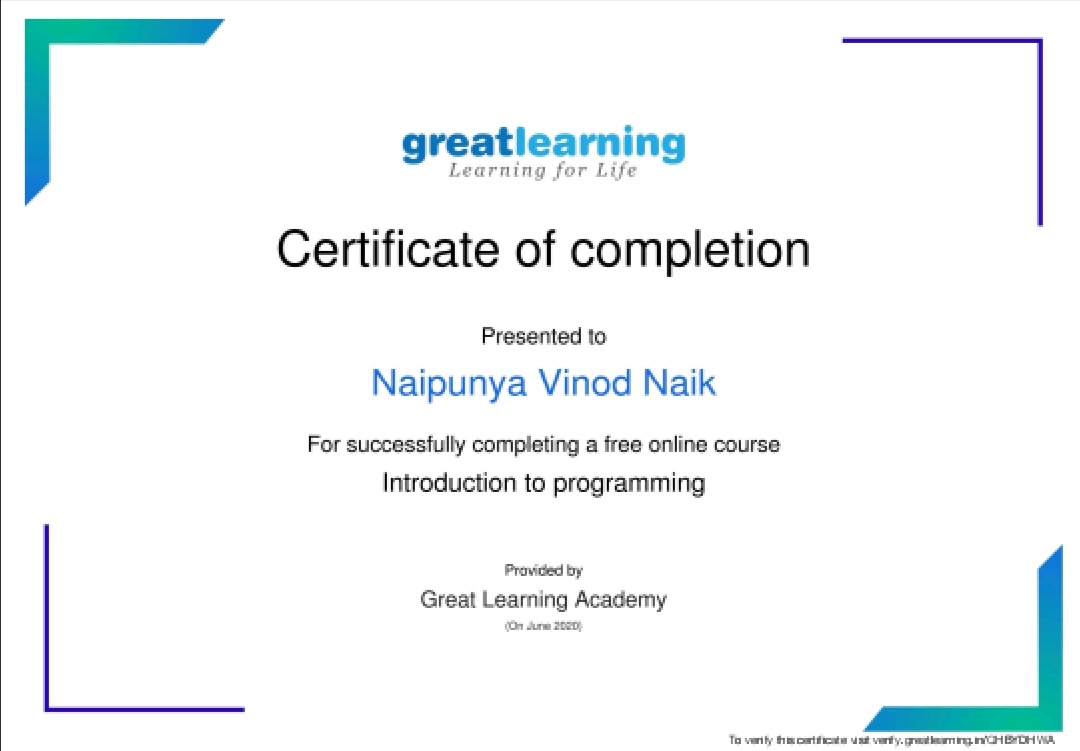 greatlearning
Learning for Life
Certificate of completion
Presented to
Naipunya Vinod Naik
For successfully completing a free online course
Introduction to programming
Provided by
Great Learning Academy
(On June 2020)
To verify this certificate visit verify.greatlearning.in/